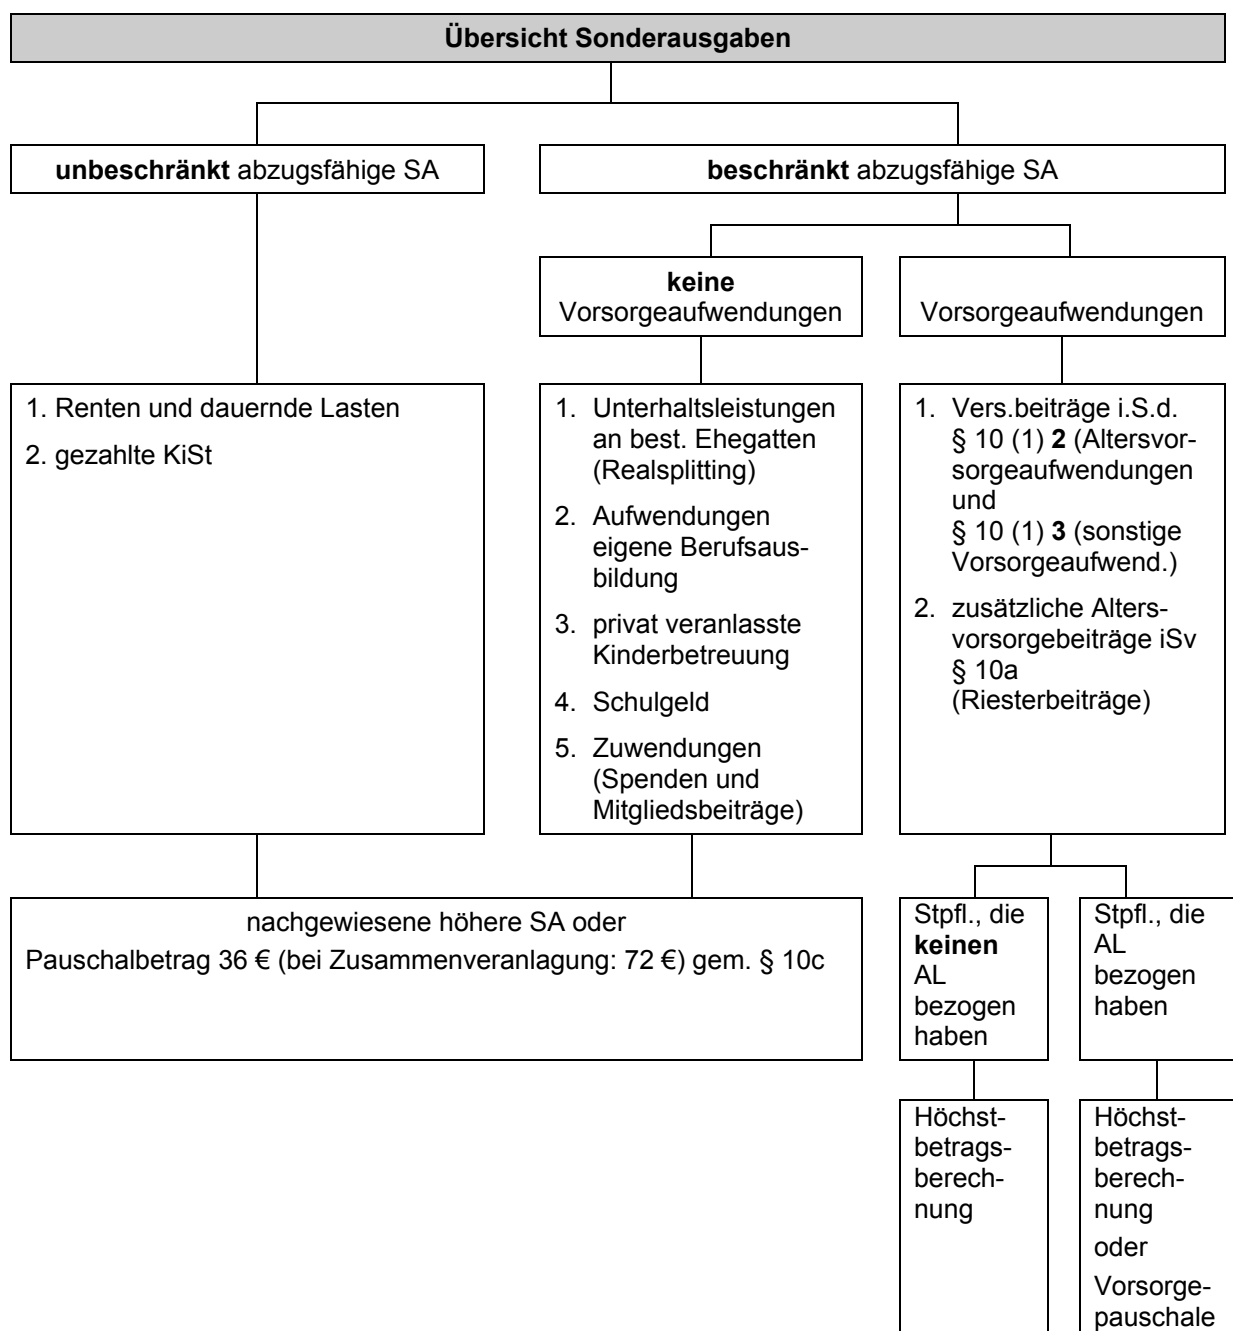 Übersicht Sonderausgaben
unbeschränkt abzugsfähige SA
beschränkt abzugsfähige SA
keine
Vorsorgeaufwendungen
Vorsorgeaufwendungen
1. Renten und dauernde Lasten
2. gezahlte KiSt
1. Unterhaltsleistungen
an best. Ehegatten
(Realsplitting)
2. Aufwendungen
eigene Berufsaus-
bildung
3. privat veranlasste
Kinderbetreuung
4. Schulgeld
5. Zuwendungen
(Spenden und
Mitgliedsbeiträge)
1. Vers.beiträge i.S.d.
§ 10 (1) 2 (Altersvor-
sorgeaufwendungen
und
§ 10 (1) 3 (sonstige
Vorsorgeaufwend.)
2. zusätzliche Alters-
vorsorgebeiträge iSv
§ 10a
(Riesterbeiträge)
nachgewiesene höhere SA oder
Pauschalbetrag 36 € (bei Zusammenveranlagung: 72 €) gem. § 10c
Stpfl., die
keinen
AL
bezogen
haben
Stpfl., die
AL
bezogen
haben
Höchst-
betrags-
berech-
nung
Höchst-
betrags-
berech-
nung
oder
Vorsorge-
pauschale